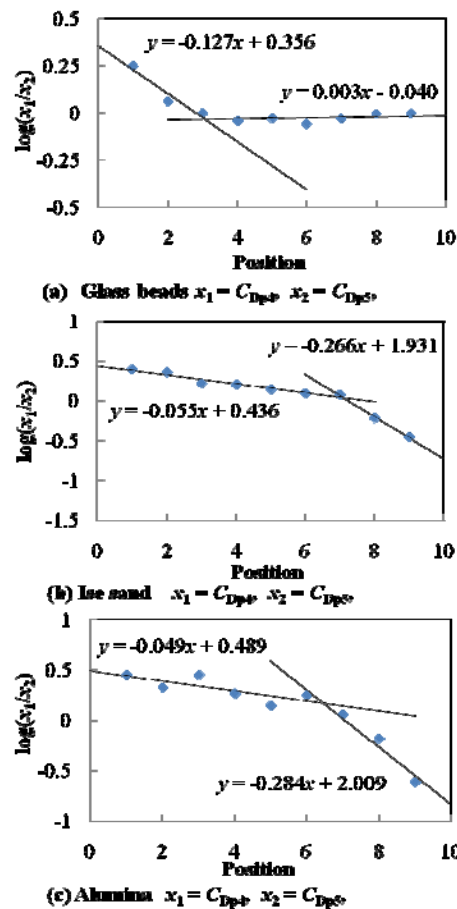 y = -0.127x + 0.356
0.5
0.25
0
-0.25
-0.5
log(x1/x2)
y = 0.003x - 0.040
0 2 4 6 8 10
Position
(a) Glass beads x1 = CDp4, x2 = CDp5,
1
0.5
0
-0.5
-1
-1.5
log(x1/x2)
y = -0.266x + 1.931
y = -0.055x + 0.436
0 2 4 6 8 10
Position
(b) Ise sand x1 = CDp4, x2 = CDp5,
1
0.5
0.0
-0.5
-1
log(x1/x2)
y = -0.049x + 0.489
y = -0.284x + 2.009
0 2 4 6 8 10
Position
(c) Alumina x1 = CDp4, x2 = CDp5,